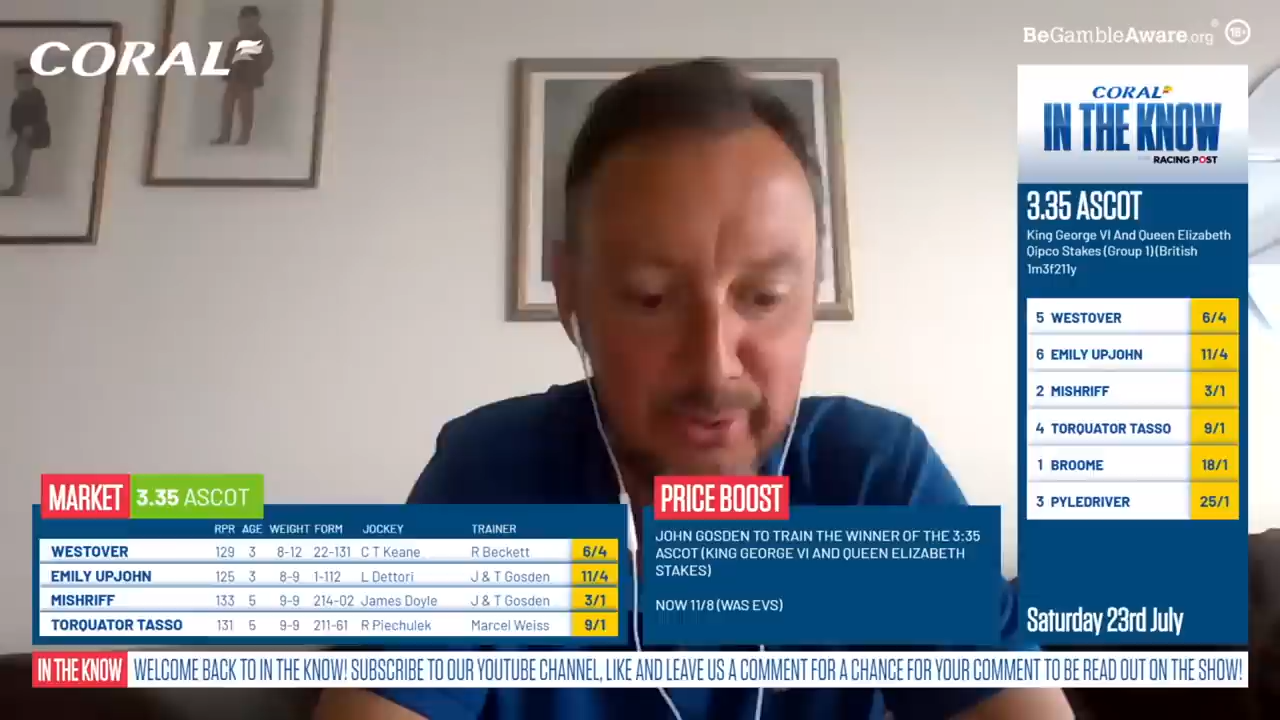 CORAL
BeGambleAware.org® 18+
CORAL
IN THE KNOW
RACING POST
3.35 ASCOT
King George VI And Queen Elizabeth
Qipco Stakes (Group 1) (British
1m3f211y
5 WESTOVER 6/4
6 EMILY UPJOHN 11/4
2 MISHRIFF 3/1
4 TORQUATOR TASSO 9/1
1 BROOME 18/1
3 PYLEDRIVER 25/1
Saturday 23rd July
MARKET 3.35 ASCOT
RPR AGE WEIGHT FORM JOCKEY TRAINER
WESTOVER 129 3 8-12 22-131 C T Keane R Beckett 6/4
EMILY UPJOHN 125 3 8-9 1-112 L Dettori J & T Gosden 11/4
MISHRIFF 133 5 9-9 214-02 James Doyle J & T Gosden 3/1
TORQUATOR TASSO 131 5 9-9 211-61 R Piechulek Marcel Weiss 9/1
PRICE BOOST
JOHN GOSDEN TO TRAIN THE WINNER OF THE 3:35
ASCOT (KING GEORGE VI AND QUEEN ELIZABETH
STAKES)
NOW 11/8 (WAS EVS)
IN THE KNOW WELCOME BACK TO IN THE KNOW! SUBSCRIBE TO OUR YOUTUBE CHANNEL, LIKE AND LEAVE US A COMMENT FOR A CHANCE FOR YOUR COMMENT TO BE READ OUT ON THE SHOW!